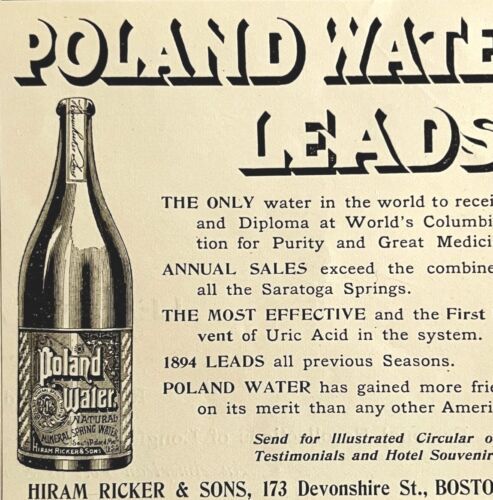 POLAND WATE
LEADS
THE ONLY water in the world to recei
and Diploma at World's Columbi
tion for Purity and Great Medici
ANNUAL SALES exceed the combine
all the Saratoga Springs.
THE MOST EFFECTIVE and the First
vent of Uric Acid in the system.
1894 LEADS all previous Seasons.
POLAND WATER has gained more frie
on its merit than any other Ameri
Send for Illustrated Circular o
Testimonials and Hotel Souvenir
Poland
Water
NATURAL
MINERAL SPRING WATER
South Poland Me.
HIRAM RICKER & SONS
HIRAM RICKER & SONS, 173 Devonshire St., BOSTO